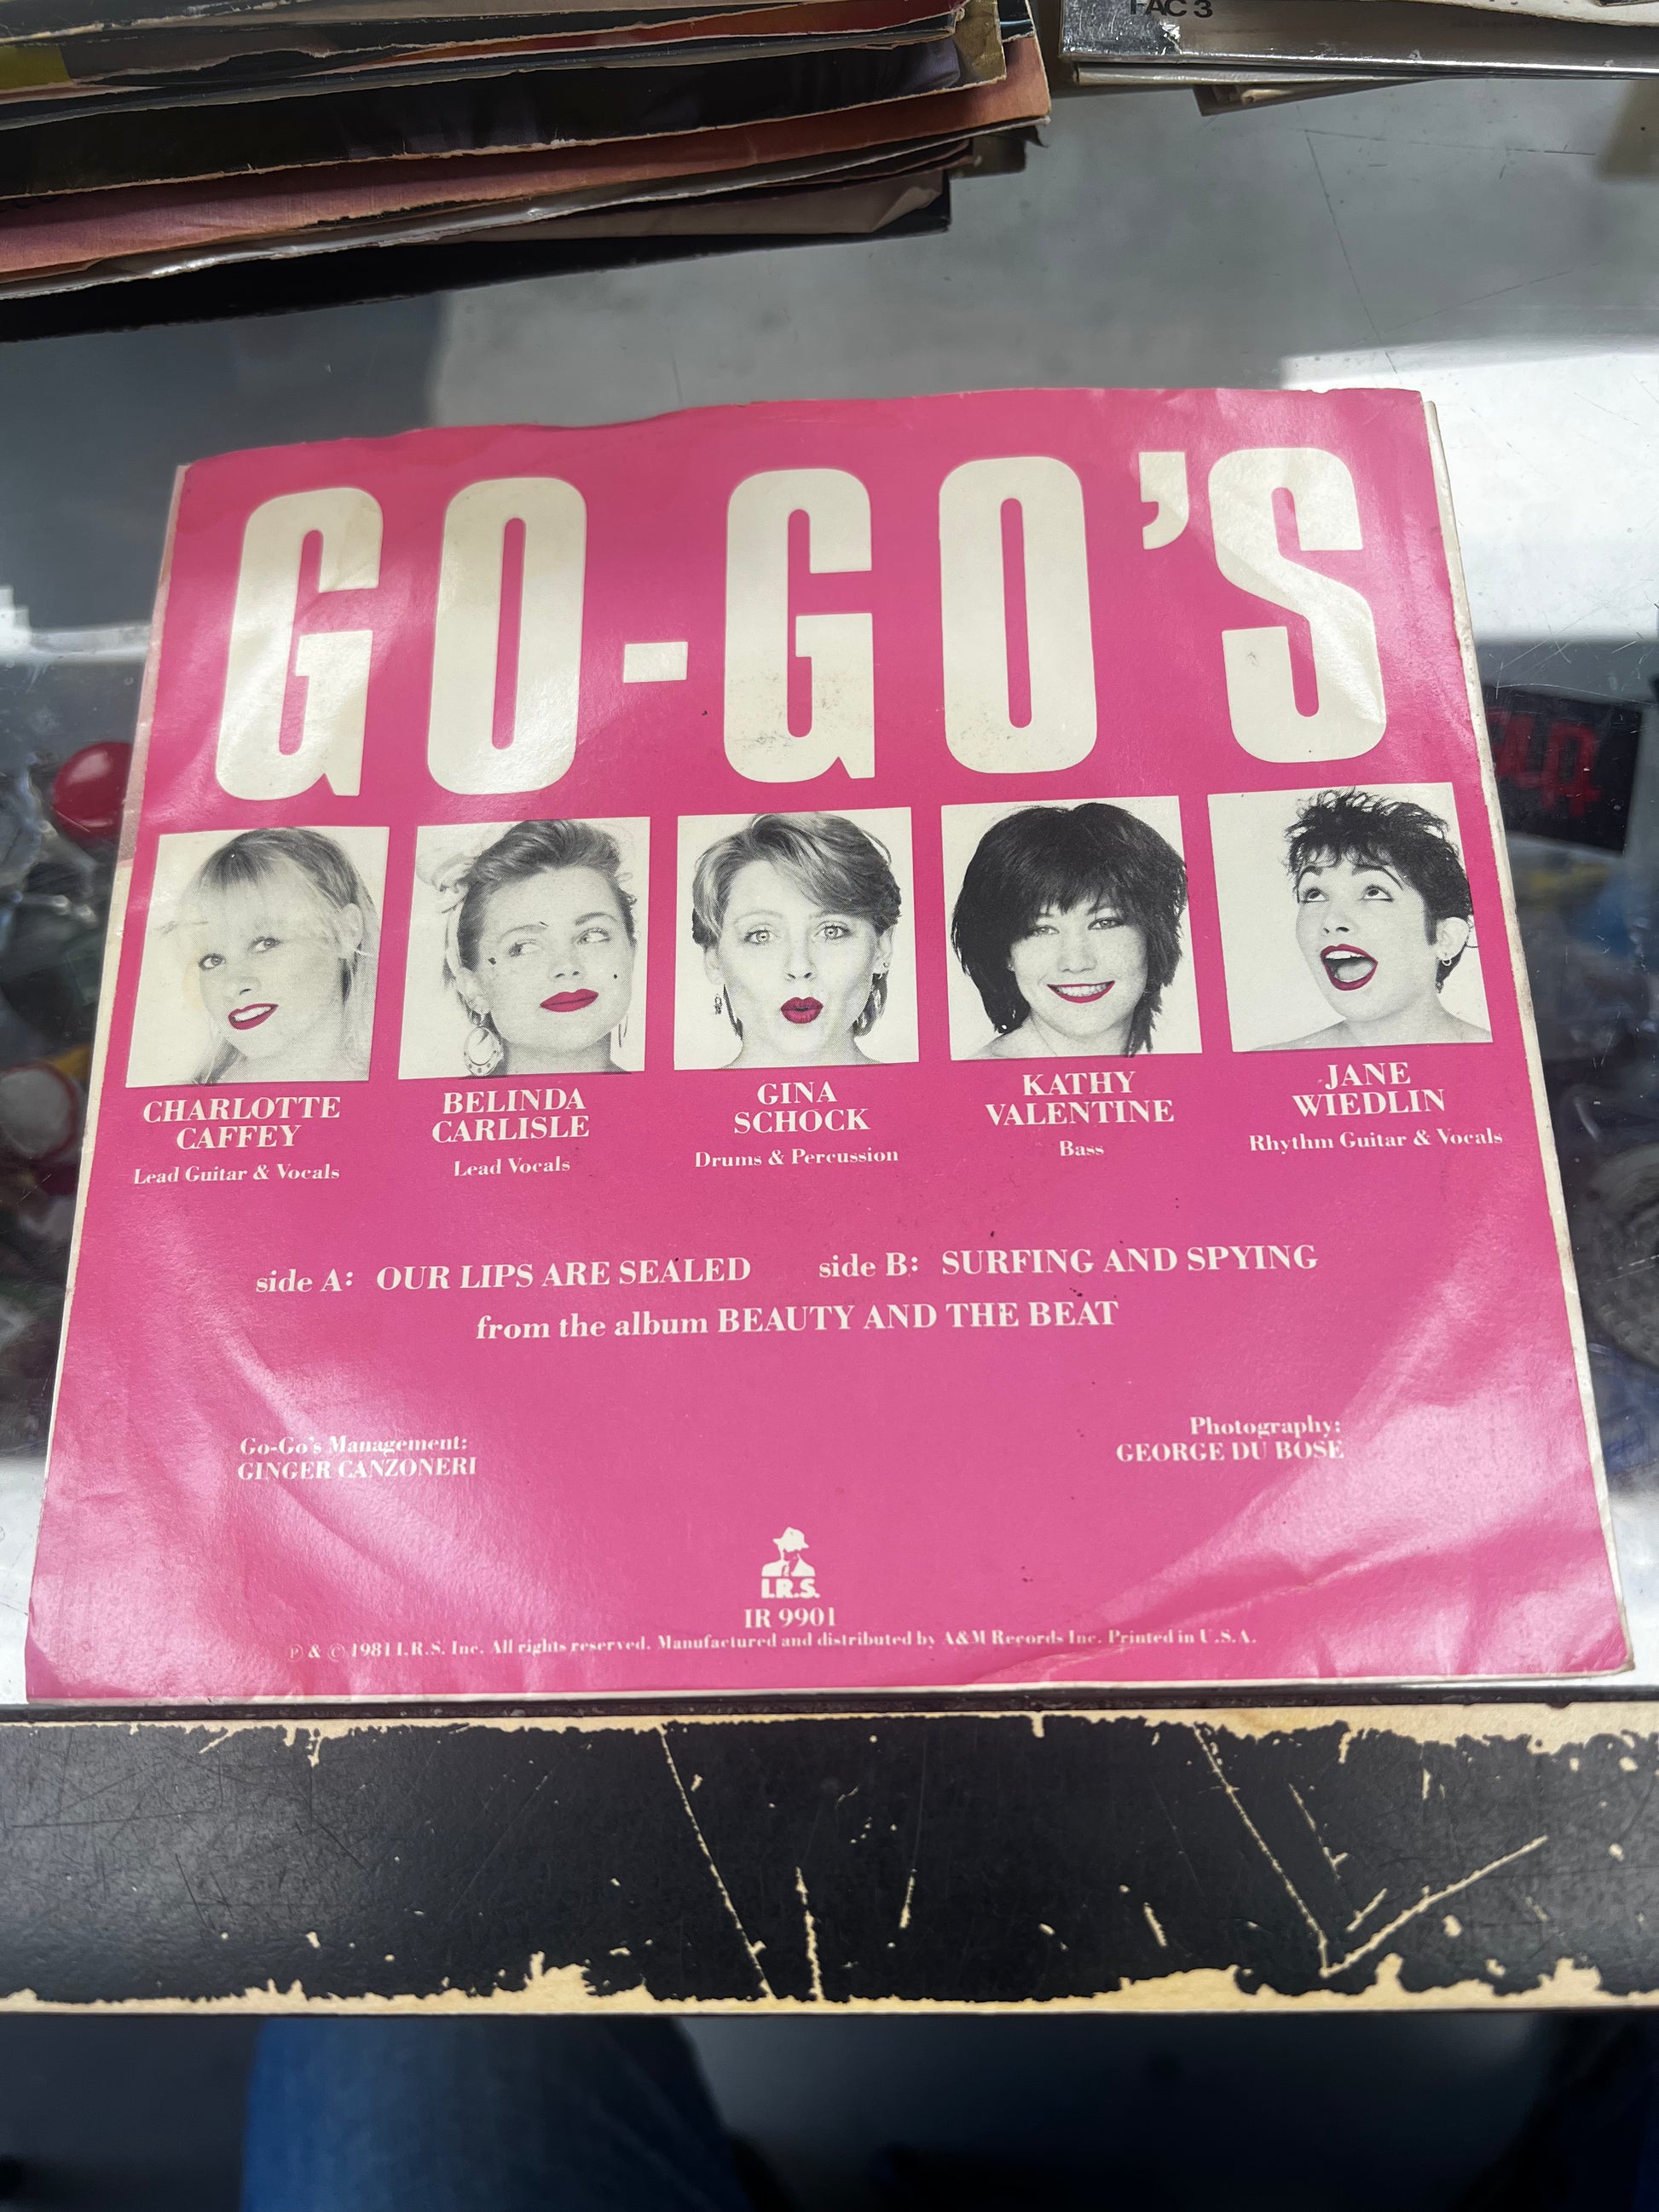 FAC 3
GO-GO'S
CHARLOTTE
CAFFEY
Lead Guitar & Vocals
BELINDA
CARLISLE
Lead Vocals
GINA
SCHOCK
Drums & Percussion
KATHY
VALENTINE
Bass
JANE
WIEDLIN
Rhythm Guitar & Vocals
side A: OUR LIPS ARE SEALED side B: SURFING AND SPYING
from the album BEAUTY AND THE BEAT
Go-Go's Management:
GINGER CANZONERI
Photography:
GEORGE DU BOSE
I.R.S.
IR 9901
℗ & © 1981 I.R.S. Inc. All rights reserved. Manufactured and distributed by A&M Records Inc. Printed in U.S.A.